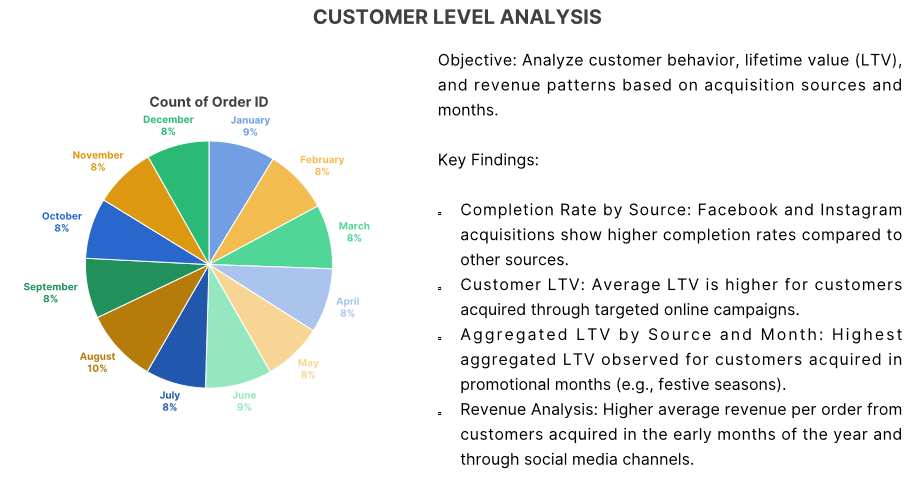 CUSTOMER LEVEL ANALYSIS
Count of Order ID
December
8%
January
9%
November
8%
February
8%
October
8%
March
8%
September
8%
April
8%
August
10%
May
8%
July
8%
June
9%
Objective: Analyze customer behavior, lifetime value (LTV),
and revenue patterns based on acquisition sources and
months.
Key Findings:
Completion Rate by Source: Facebook and Instagram
acquisitions show higher completion rates compared to
other sources.
Customer LTV: Average LTV is higher for customers
acquired through targeted online campaigns.
Aggregated LTV by Source and Month: Highest
aggregated LTV observed for customers acquired in
promotional months (e.g., festive seasons).
Revenue Analysis: Higher average revenue per order from
customers acquired in the early months of the year and
through social media channels.